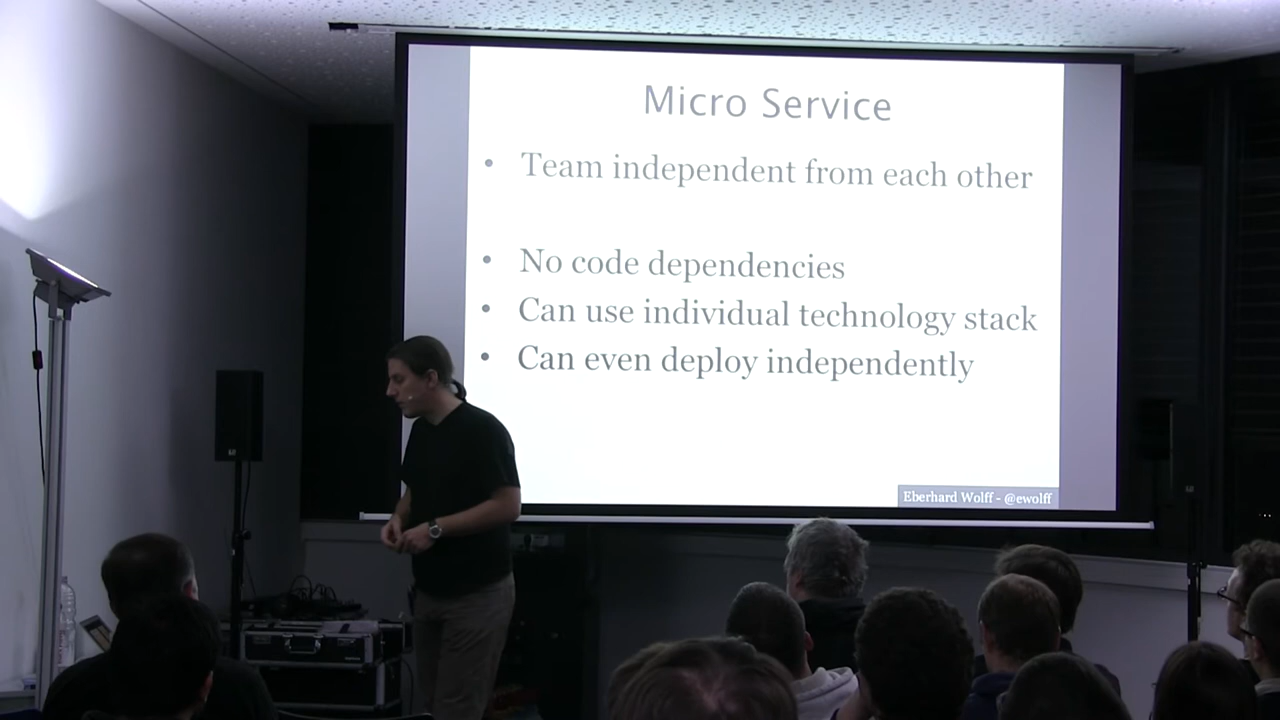 Micro Service
• Team independent from each other
• No code dependencies
• Can use individual technology stack
• Can even deploy independently
Eberhard Wolff - @ewolff